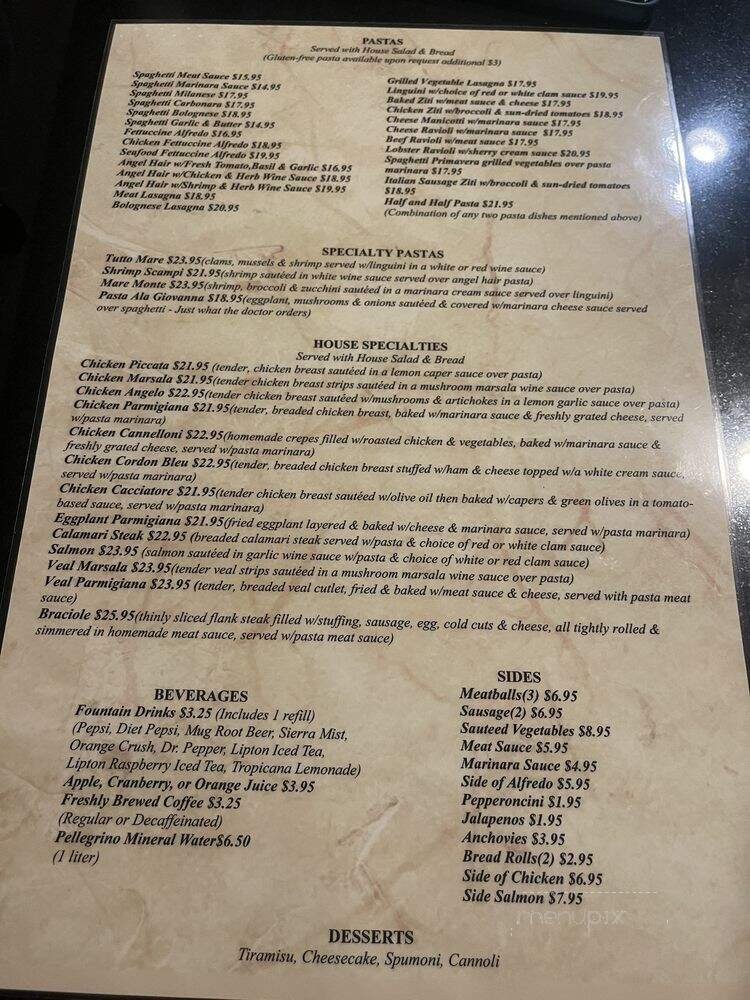 PASTAS
Served with House Salad & Bread
(Gluten-free pasta available upon request additional $3)
Spaghetti Meat Sauce $15.95
Spaghetti Marinara Sauce $14.95
Spaghetti Milanese $17.95
Spaghetti Carbonara $17.95
Spaghetti Bolognese $18.95
Spaghetti Garlic & Butter $14.95
Fettuccine Alfredo $16.95
Chicken Fettuccine Alfredo $18.95
Seafood Fettuccine Alfredo $19.95
Angel Hair w/Fresh Tomato,Basil & Garlic $16.95
Angel Hair w/Chicken & Herb Wine Sauce $18.95
Angel Hair w/Shrimp & Herb Wine Sauce $19.95
Meat Lasagna $18.95
Bolognese Lasagna $20.95
Grilled Vegetable Lasagna $17.95
Linguini w/choice of red or white clam sauce $19.95
Baked Ziti w/meat sauce & cheese $17.95
Chicken Ziti w/broccoli & sun-dried tomatoes $18.95
Cheese Manicotti w/marinara sauce $17.95
Cheese Ravioli w/marinara sauce $17.95
Beef Ravioli w/meat sauce $17.95
Lobster Ravioli w/sherry cream sauce $20.95
Spaghetti Primavera grilled vegetables over pasta
marinara $17.95
Italian Sausage Ziti w/broccoli & sun-dried tomatoes
$18.95
Half and Half Pasta $21.95
(Combination of any two pasta dishes mentioned above)
SPECIALTY PASTAS
Tutto Mare $23.95(clams, mussels & shrimp served w/linguini in a white or red wine sauce)
Shrimp Scampi $21.95(shrimp sautéed in white wine sauce served over angel hair pasta)
Mare Monte $23.95(shrimp, broccoli & zucchini sautéed in a marinara cream sauce served over linguini)
Pasta Ala Giovanna $18.95(eggplant, mushrooms & onions sautéed & covered w/marinara cheese sauce served
over spaghetti - Just what the doctor orders)
HOUSE SPECIALTIES
Served with House Salad & Bread
Chicken Piccata $21.95 (tender, chicken breast sautéed in a lemon caper sauce over pasta)
Chicken Marsala $21.95(tender chicken breast strips sautéed in a mushroom marsala wine sauce over pasta)
Chicken Angelo $22.95(tender chicken breast sautéed w/mushrooms & artichokes in a lemon garlic sauce over pasta)
Chicken Parmigiana $21.95(tender, breaded chicken breast, baked w/marinara sauce & freshly grated cheese, served
w/pasta marinara)
Chicken Cannelloni $22.95(homemade crepes filled w/roasted chicken & vegetables, baked w/marinara sauce &
freshly grated cheese, served w/pasta marinara)
Chicken Cordon Bleu $22.95(tender, breaded chicken breast stuffed w/ham & cheese topped w/a white cream sauce,
served w/pasta marinara)
Chicken Cacciatore $21.95(tender chicken breast sautéed w/olive oil then baked w/capers & green olives in a tomato-
based sauce, served w/pasta marinara)
Eggplant Parmigiana $21.95(fried eggplant layered & baked w/cheese & marinara sauce, served w/pasta marinara)
Calamari Steak $22.95 (breaded calamari steak served w/pasta & choice of red or white clam sauce)
Salmon $23.95 (salmon sautéed in garlic wine sauce w/pasta & choice of white or red clam sauce)
Veal Marsala $23.95(tender veal strips sautéed in a mushroom marsala wine sauce over pasta)
Veal Parmigiana $23.95 (tender, breaded veal cutlet, fried & baked w/meat sauce & cheese, served with pasta meat
sauce)
Braciole $25.95(thinly sliced flank steak filled w/stuffing, sausage, egg, cold cuts & cheese, all tightly rolled &
simmered in homemade meat sauce, served w/pasta meat sauce)
BEVERAGES
Fountain Drinks $3.25 (Includes 1 refill)
(Pepsi, Diet Pepsi, Mug Root Beer, Sierra Mist,
Orange Crush, Dr. Pepper, Lipton Iced Tea,
Lipton Raspberry Iced Tea, Tropicana Lemonade)
Apple, Cranberry, or Orange Juice $3.95
Freshly Brewed Coffee $3.25
(Regular or Decaffeinated)
Pellegrino Mineral Water$6.50
(1 liter)
SIDES
Meatballs(3) $6.95
Sausage(2) $6.95
Sauteed Vegetables $8.95
Meat Sauce $5.95
Marinara Sauce $4.95
Side of Alfredo $5.95
Pepperoncini $1.95
Jalapenos $1.95
Anchovies $3.95
Bread Rolls(2) $2.95
Side of Chicken $6.95
Side Salmon $7.95
menupix
DESSERTS
Tiramisu, Cheesecake, Spumoni, Cannoli